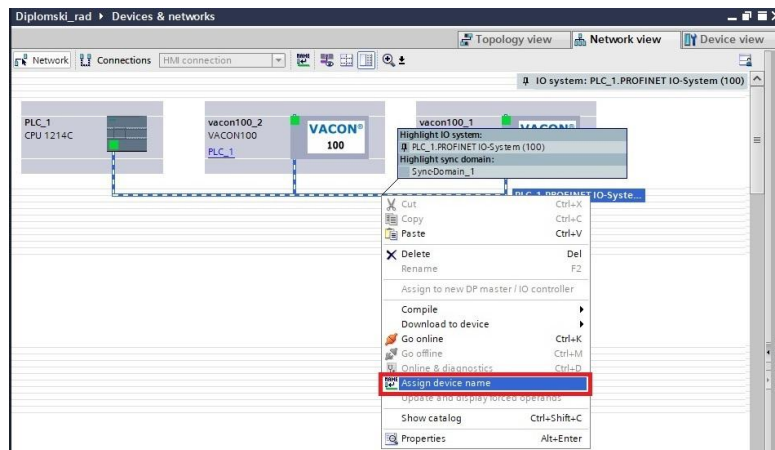 Diplomski_rad ▸ Devices & networks
Topology view Network view Device view
Network Connections HMI connection
IO system: PLC_1.PROFINET IO-System (100)
PLC_1
CPU 1214C
vacon100_2
VACON100
PLC_1
VACON®
100
vacon100_1
VACON®
Highlight IO system:
PLC_1.PROFINET IO-System (100)
Highlight sync domain:
Sync-Domain_1
PLC_1.PROFINET IO-Syste...
Cut Ctrl+X
Copy Ctrl+C
Paste Ctrl+V
Delete Del
Rename F2
Assign to new DP master / IO controller
Compile
Download to device
Go online Ctrl+K
Go offline Ctrl+M
Online & diagnostics Ctrl+D
Assign device name
Update and display forced operands
Show catalog Ctrl+Shift+C
Properties Alt+Enter